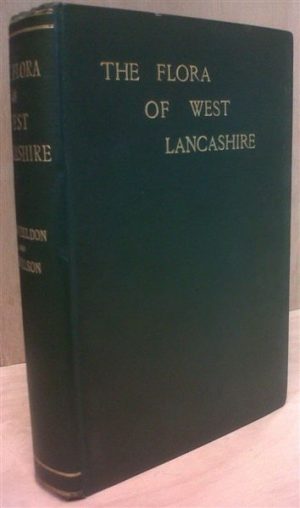 THE FLORA
OF WEST
LANCASHIRE
FLORA
WEST